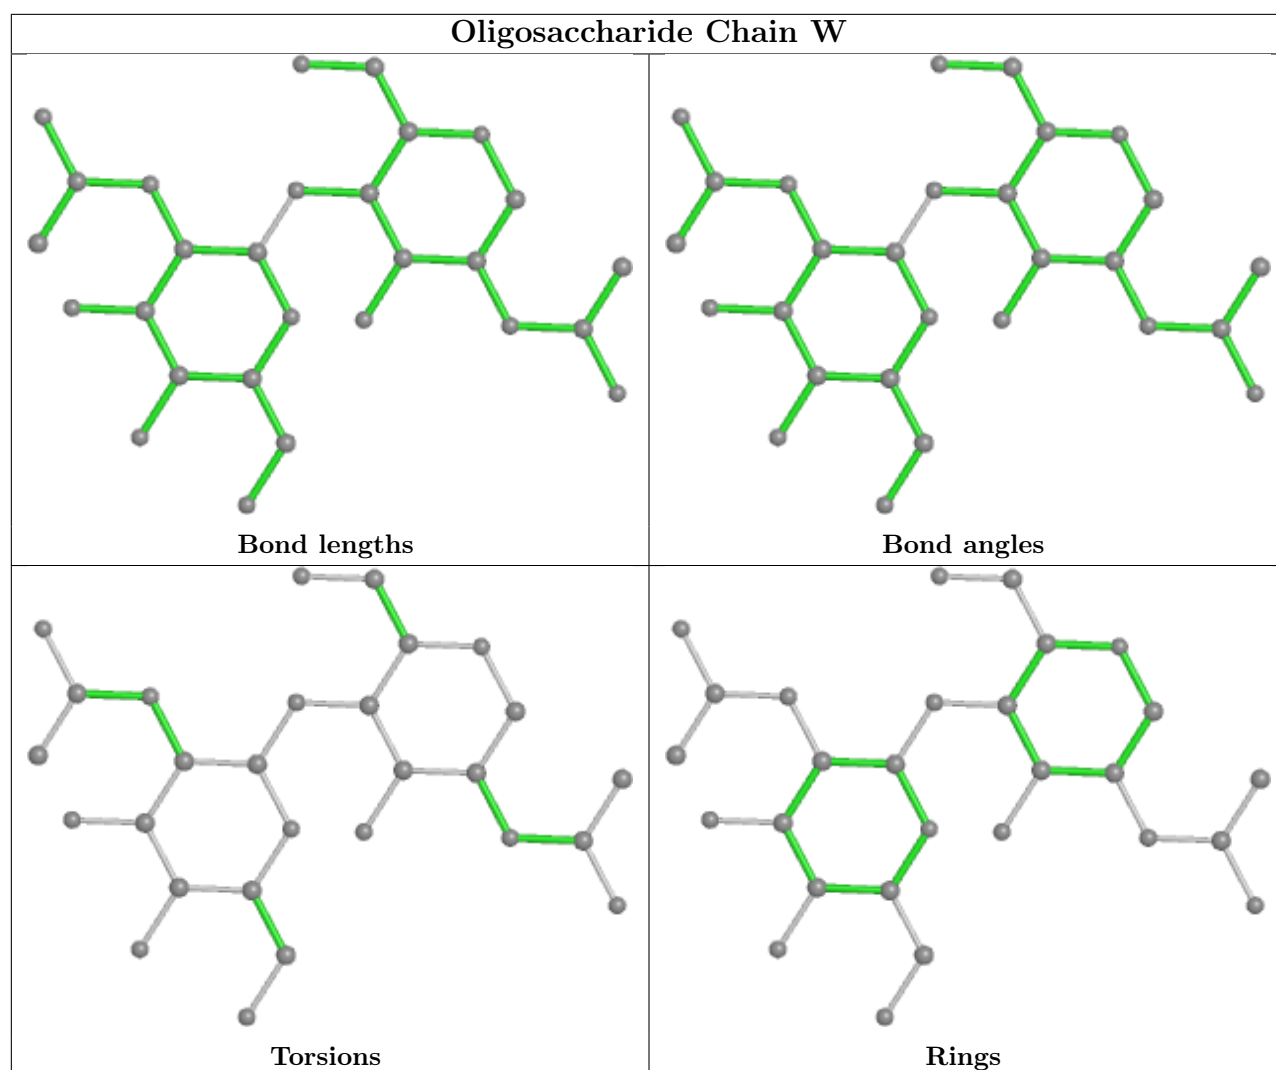 Oligosaccharide Chain W
Bond lengths
Bond angles
Torsions
Rings